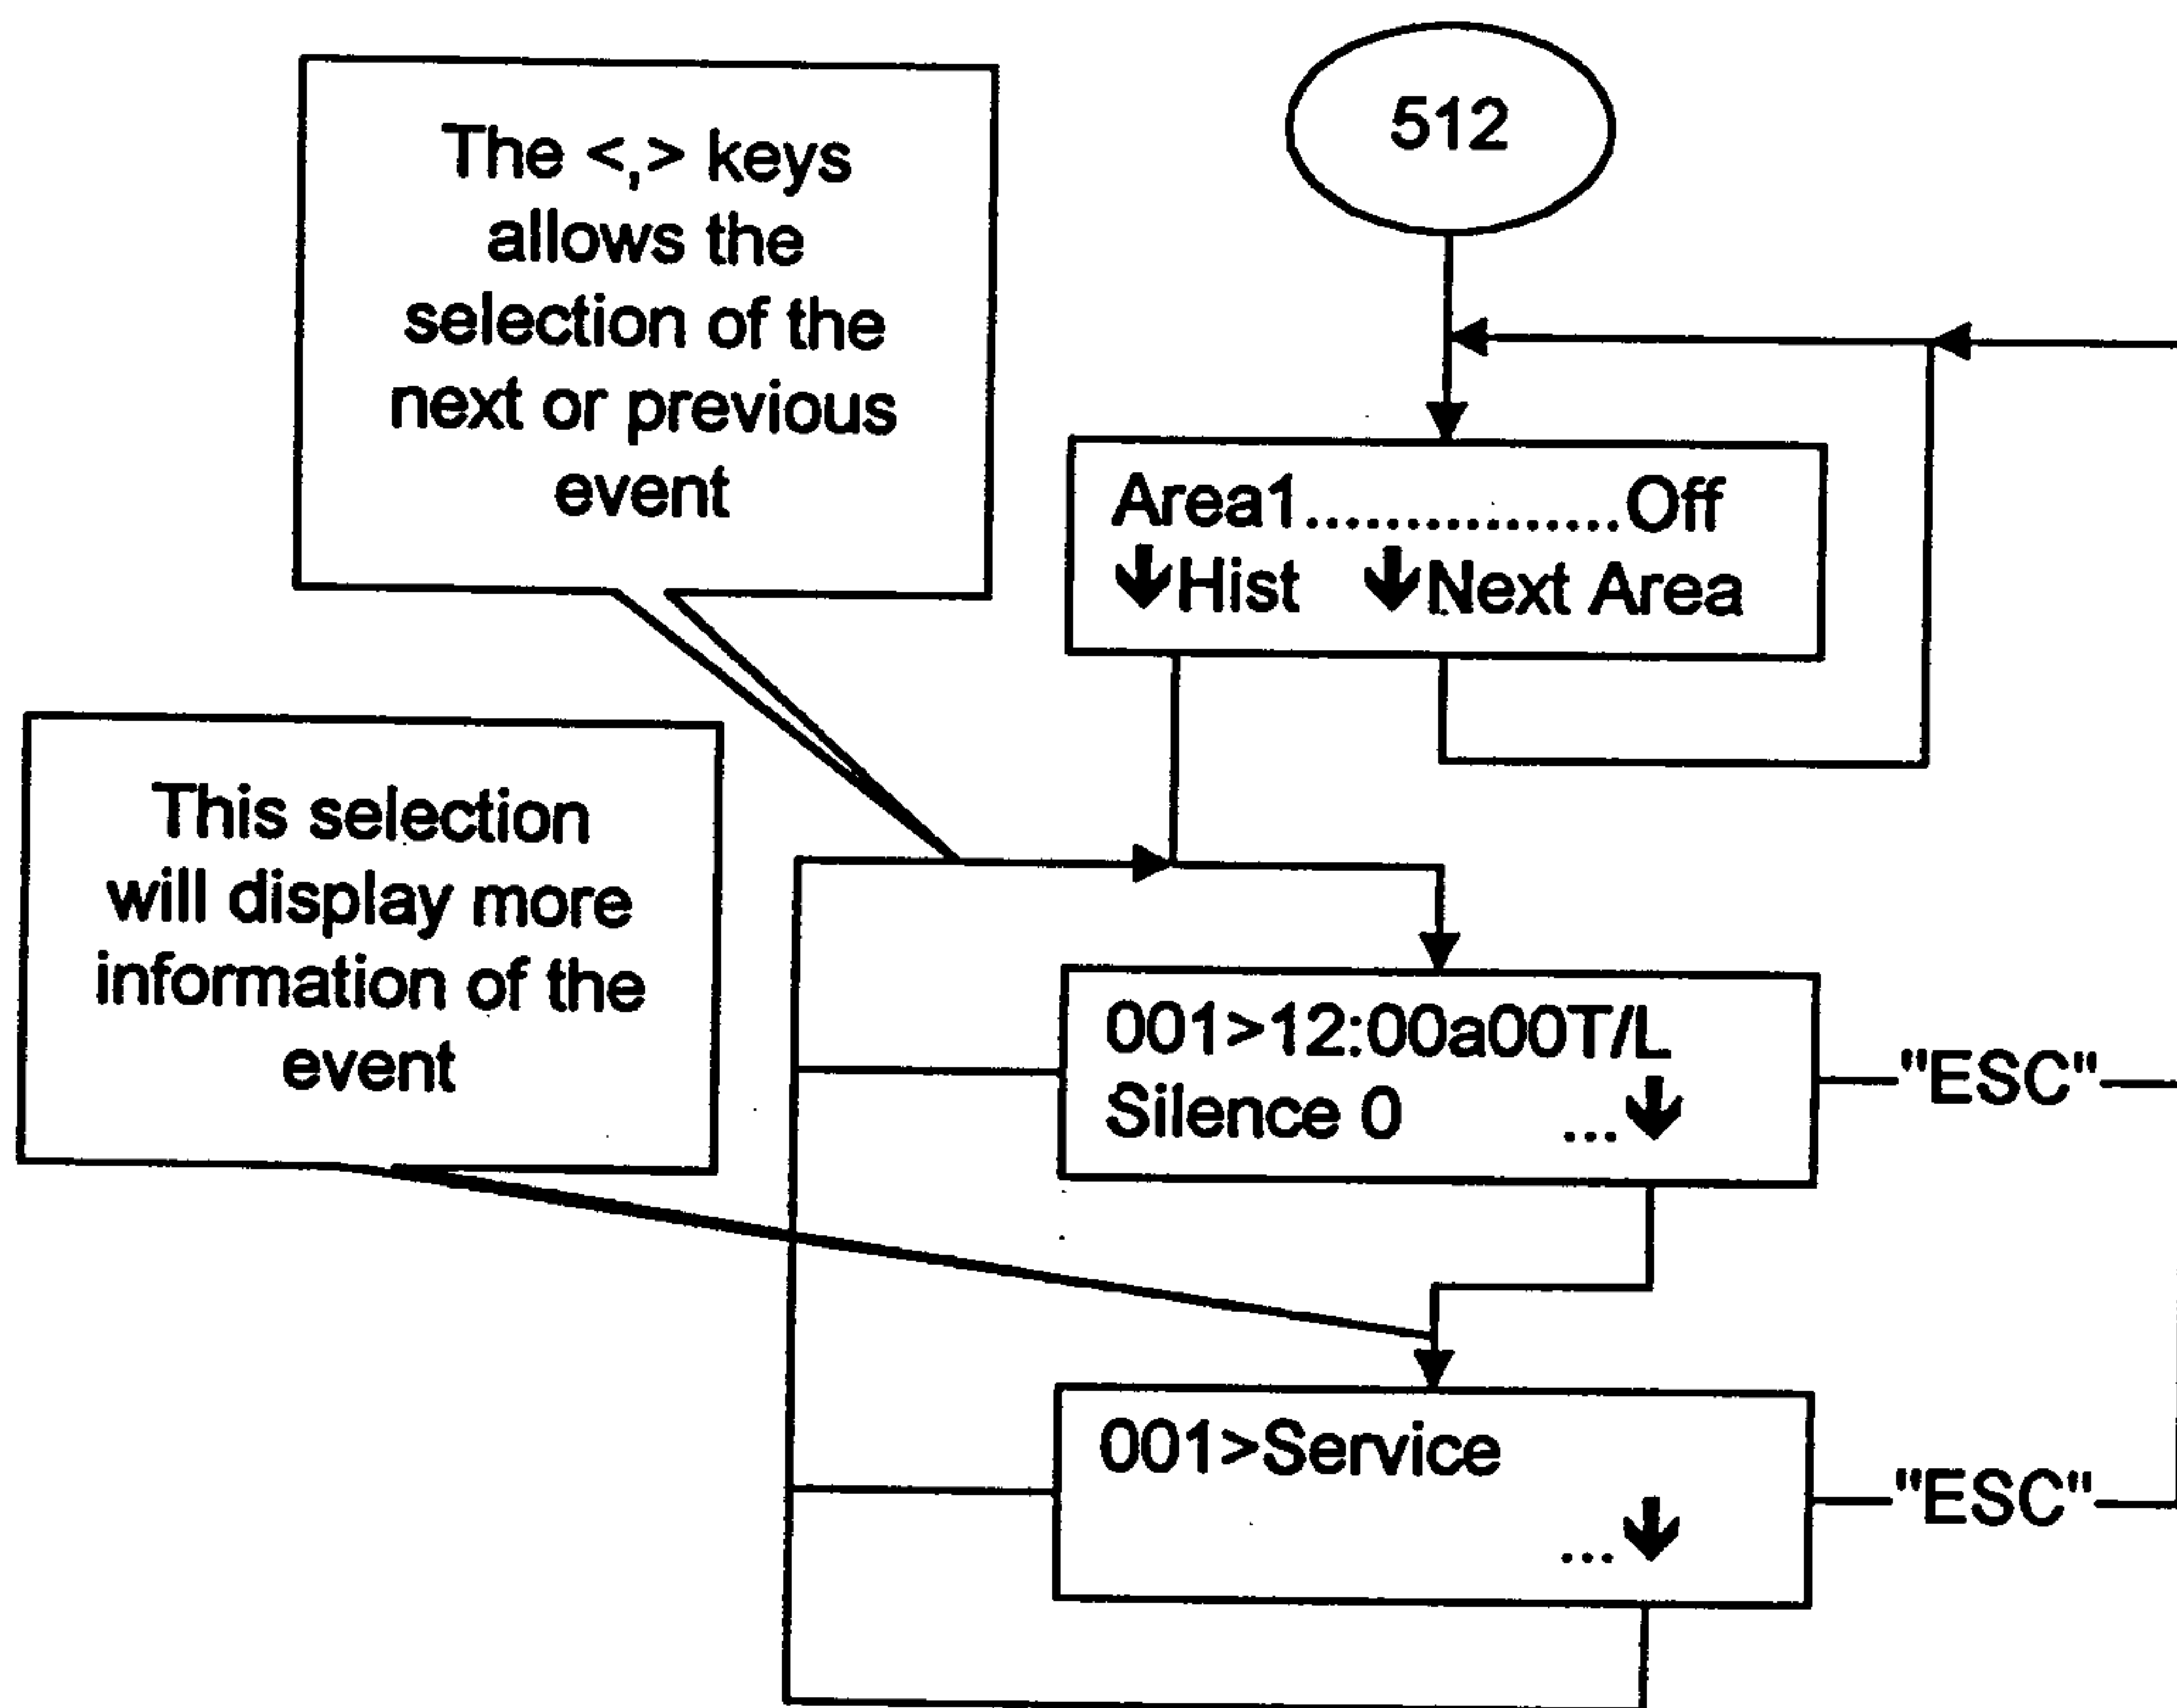 The <,> keys
allows the
selection of the
next or previous
event
512
Area1................Off
↓Hist ↓Next Area
This selection
will display more
information of the
event
001>12:00a00T/L
Silence 0 ...↓
"ESC"
001>Service
...↓
"ESC"